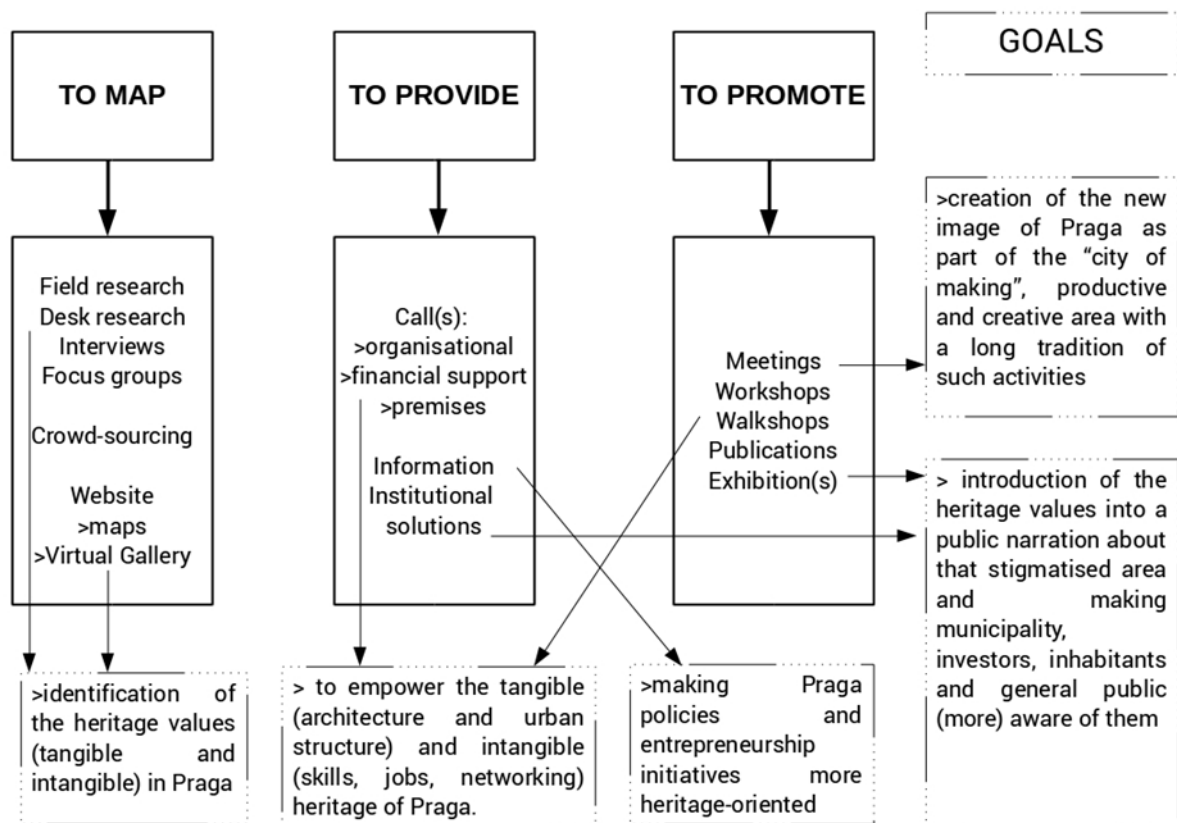 TO MAP
TO PROVIDE
TO PROMOTE
GOALS
Field research
Desk research
Interviews
Focus groups
Crowd-sourcing
Website
>maps
>Virtual Gallery
Call(s):
>organisational
>financial support
>premises
Information
Institutional
solutions
Meetings
Workshops
Walkshops
Publications
Exhibition(s)
>creation of the new
image of Praga as
part of the “city of
making”, productive
and creative area with
a long tradition of
such activities
> introduction of the
heritage values into a
public narration about
that stigmatised area
and making
municipality,
investors, inhabitants
and general public
(more) aware of them
>identification of
the heritage values
(tangible and
intangible) in Praga
> to empower the tangible
(architecture and urban
structure) and intangible
(skills, jobs, networking)
heritage of Praga.
>making Praga
policies and
entrepreneurship
initiatives more
heritage-oriented